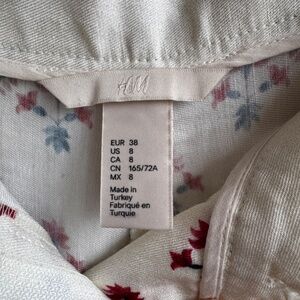 H&M
EUR 38
US 8
CA 8
CN 165/72A
MX 8
Made in
Turkey
Fabriqué en
Turquie